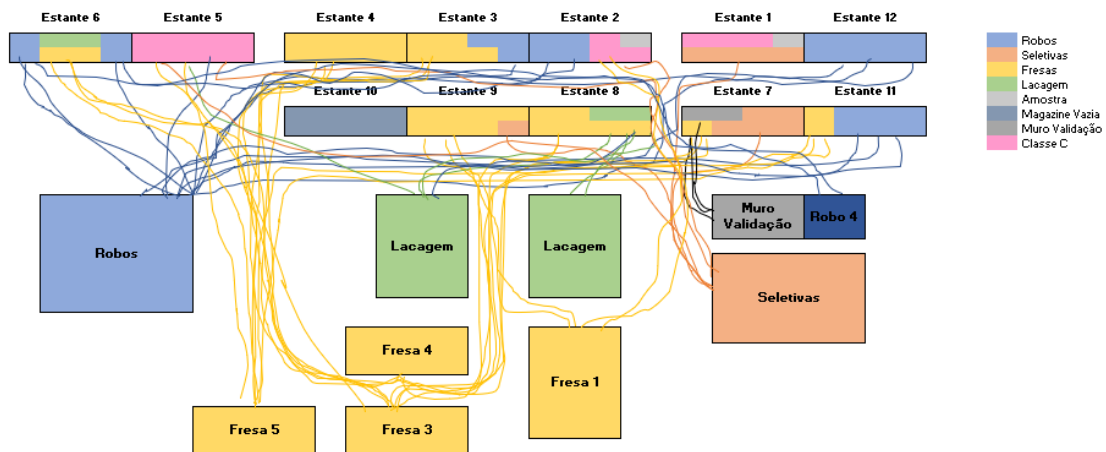 Estante 6
Estante 5
Estante 4
Estante 3
Estante 2
Estante 1
Estante 12
Estante 10
Estante 9
Estante 8
Estante 7
Estante 11
Robos
Seletivas
Fresas
Lacagem
Amostra
Magazine Vazia
Muro Validação
Classe C
Robos
Lacagem
Lacagem
Muro
Validação
Robo 4
Seletivas
Fresa 4
Fresa 1
Fresa 5
Fresa 3